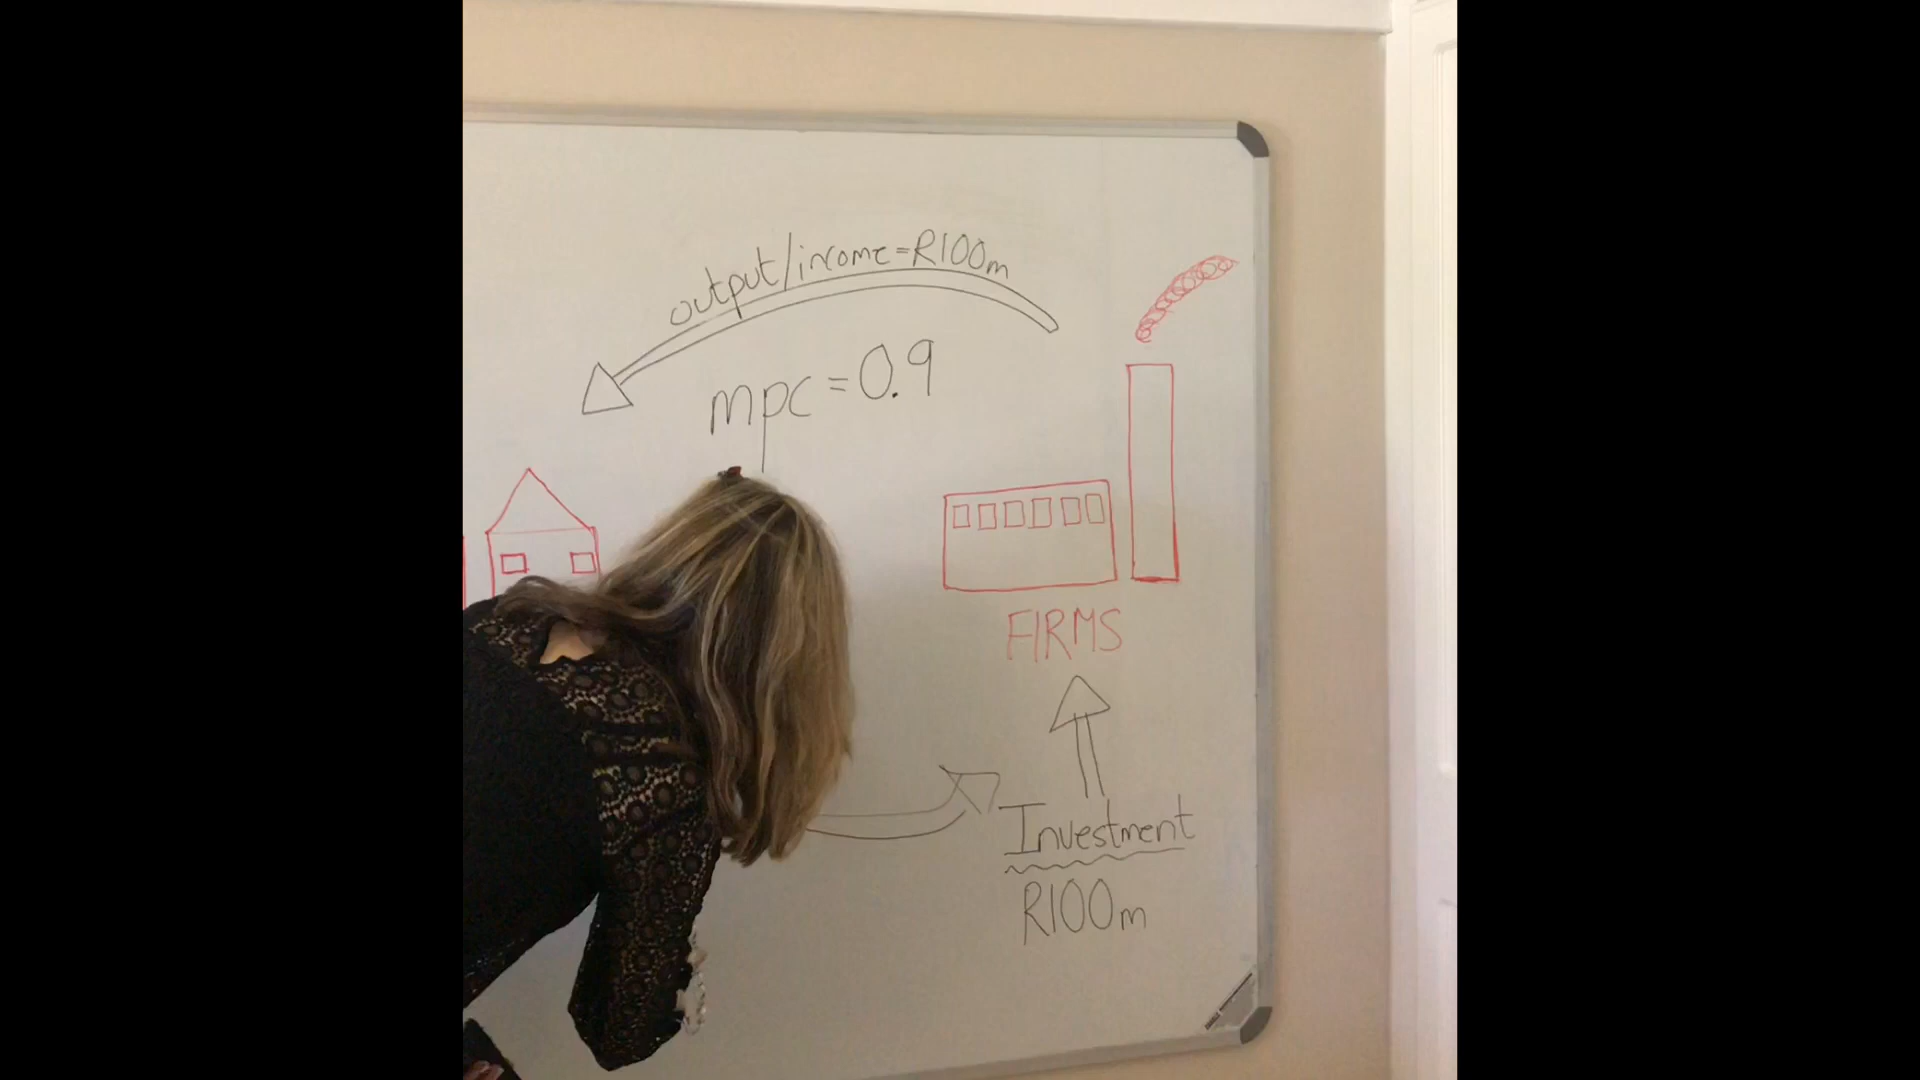 output/income=R100m
mpc=0.9
FIRMS
Investment
R100m